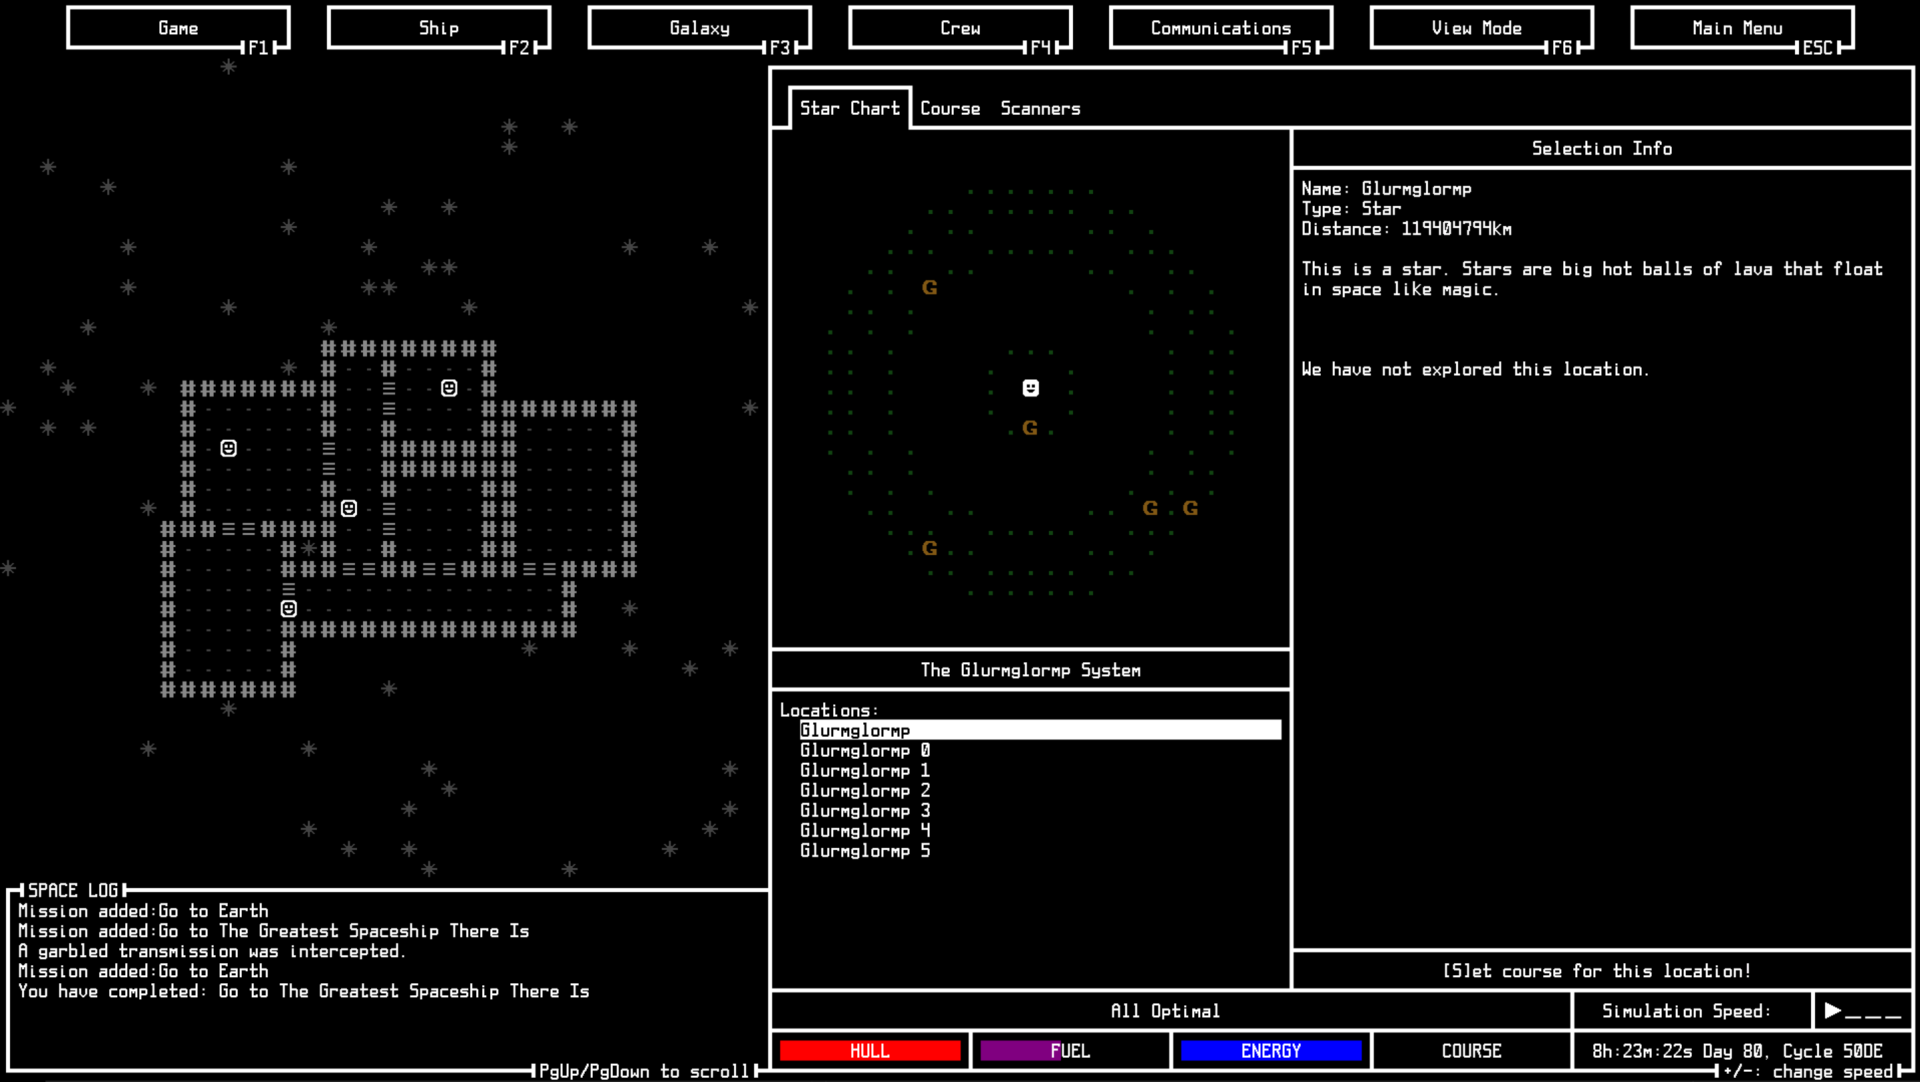 Game F1
Ship F2
Galaxy F3
Crew F4
Communications F5
View Mode F6
Main Menu ESC
Star Chart Course Scanners
Selection Info
Name: Glurmglormp
Type: Star
Distance: 119404794km
This is a star. Stars are big hot balls of lava that float
in space like magic.
We have not explored this location.
G
G
G G
G
The Glurmglormp System
Locations:
Glurmglormp
Glurmglormp 0
Glurmglormp 1
Glurmglormp 2
Glurmglormp 3
Glurmglormp 4
Glurmglormp 5
SPACE LOG
Mission added:Go to Earth
Mission added:Go to The Greatest Spaceship There Is
A garbled transmission was intercepted.
Mission added:Go to Earth
You have completed: Go to The Greatest Spaceship There Is
PgUp/PgDown to scroll
[S]et course for this location!
All Optimal
Simulation Speed:
HULL
FUEL
ENERGY
COURSE
8h:23m:22s Day 80, Cycle 50DE
+/-: change speed